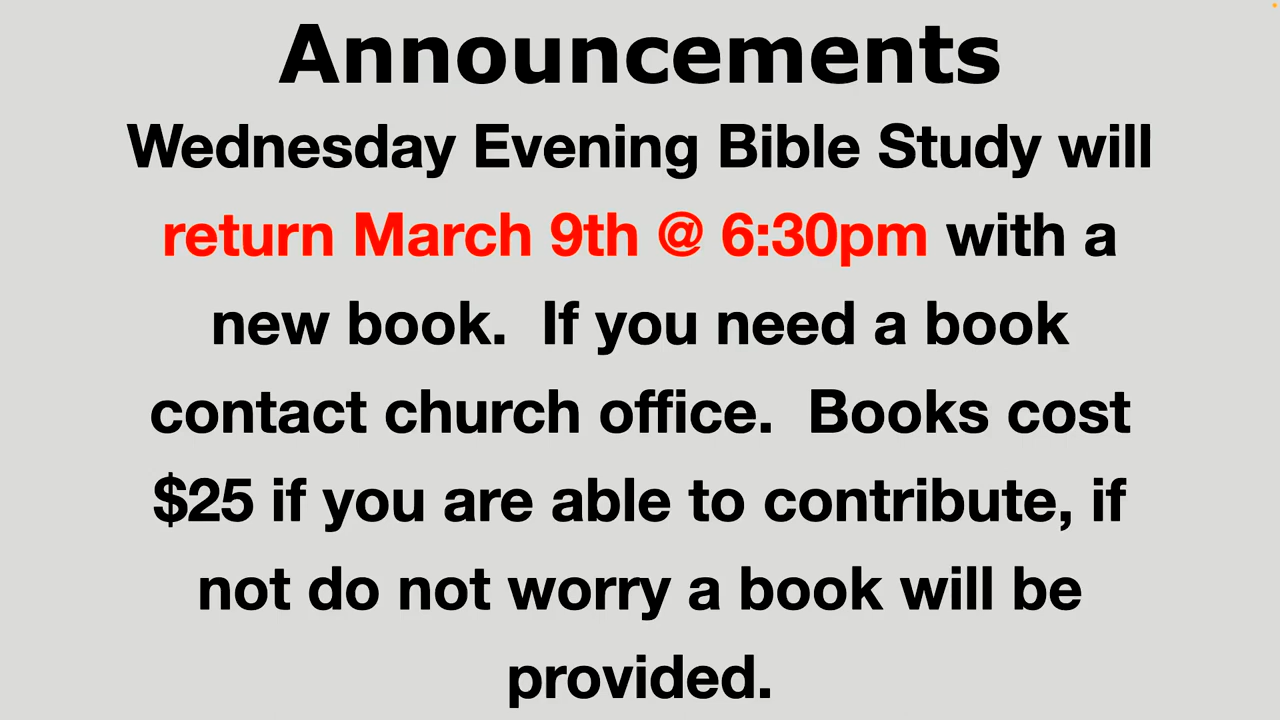 Announcements
Wednesday Evening Bible Study will
return March 9th @ 6:30pm with a
new book.  If you need a book
contact church office.  Books cost
$25 if you are able to contribute, if
not do not worry a book will be
provided.